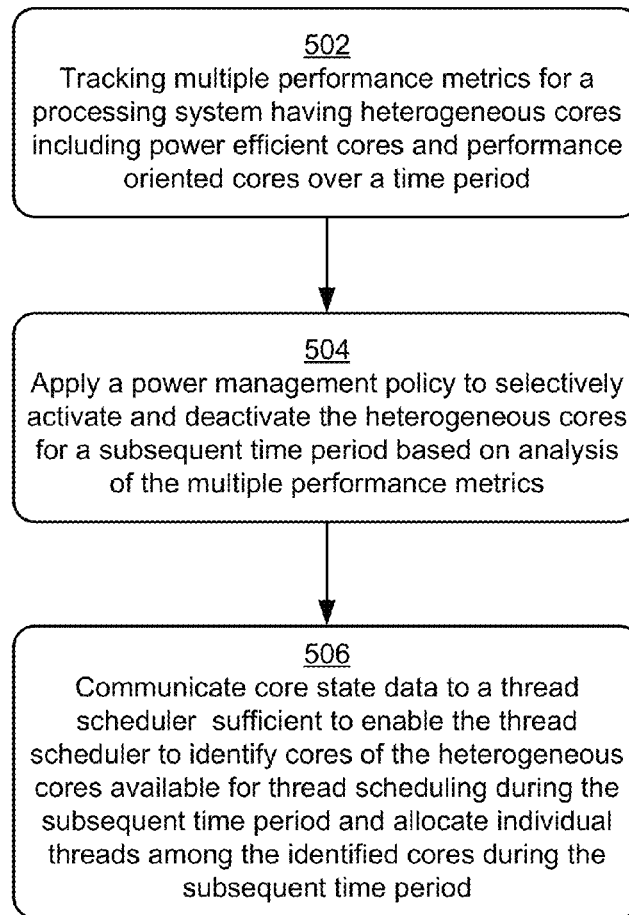 502
Tracking multiple performance metrics for a
processing system having heterogeneous cores
including power efficient cores and performance
oriented cores over a time period
504
Apply a power management policy to selectively
activate and deactivate the heterogeneous cores
for a subsequent time period based on analysis
of the multiple performance metrics
506
Communicate core state data to a thread
scheduler sufficient to enable the thread
scheduler to identify cores of the heterogeneous
cores available for thread scheduling during the
subsequent time period and allocate individual
threads among the identified cores during the
subsequent time period